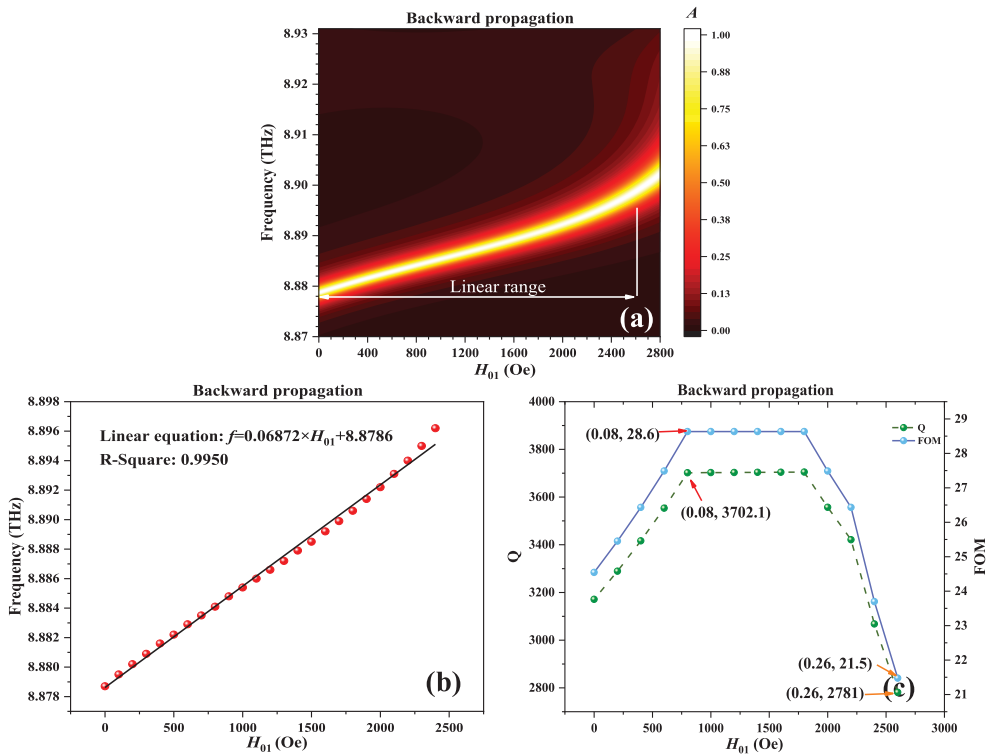 Backward propagation
A
8.93
8.92
8.91
8.90
8.89
8.88
8.87
Frequency (THz)
Linear range
(a)
0 400 800 1200 1600 2000 2400 2800
H01 (Oe)
1.00
0.88
0.75
0.63
0.50
0.38
0.25
0.13
0.00
Backward propagation
8.898
8.896
8.894
8.892
8.890
8.888
8.886
8.884
8.882
8.880
8.878
Frequency (THz)
Linear equation: f=0.06872×H01+8.8786
R-Square: 0.9950
(b)
0 500 1000 1500 2000 2500
H01 (Oe)
Backward propagation
4000
3800
3600
3400
3200
3000
2800
Q
Q
FOM
(0.08, 28.6)
(0.08, 3702.1)
(0.26, 21.5)
(0.26, 2781)
(c)
29
28
27
26
25
24
23
22
21
FOM
0 500 1000 1500 2000 2500 3000
H01 (Oe)